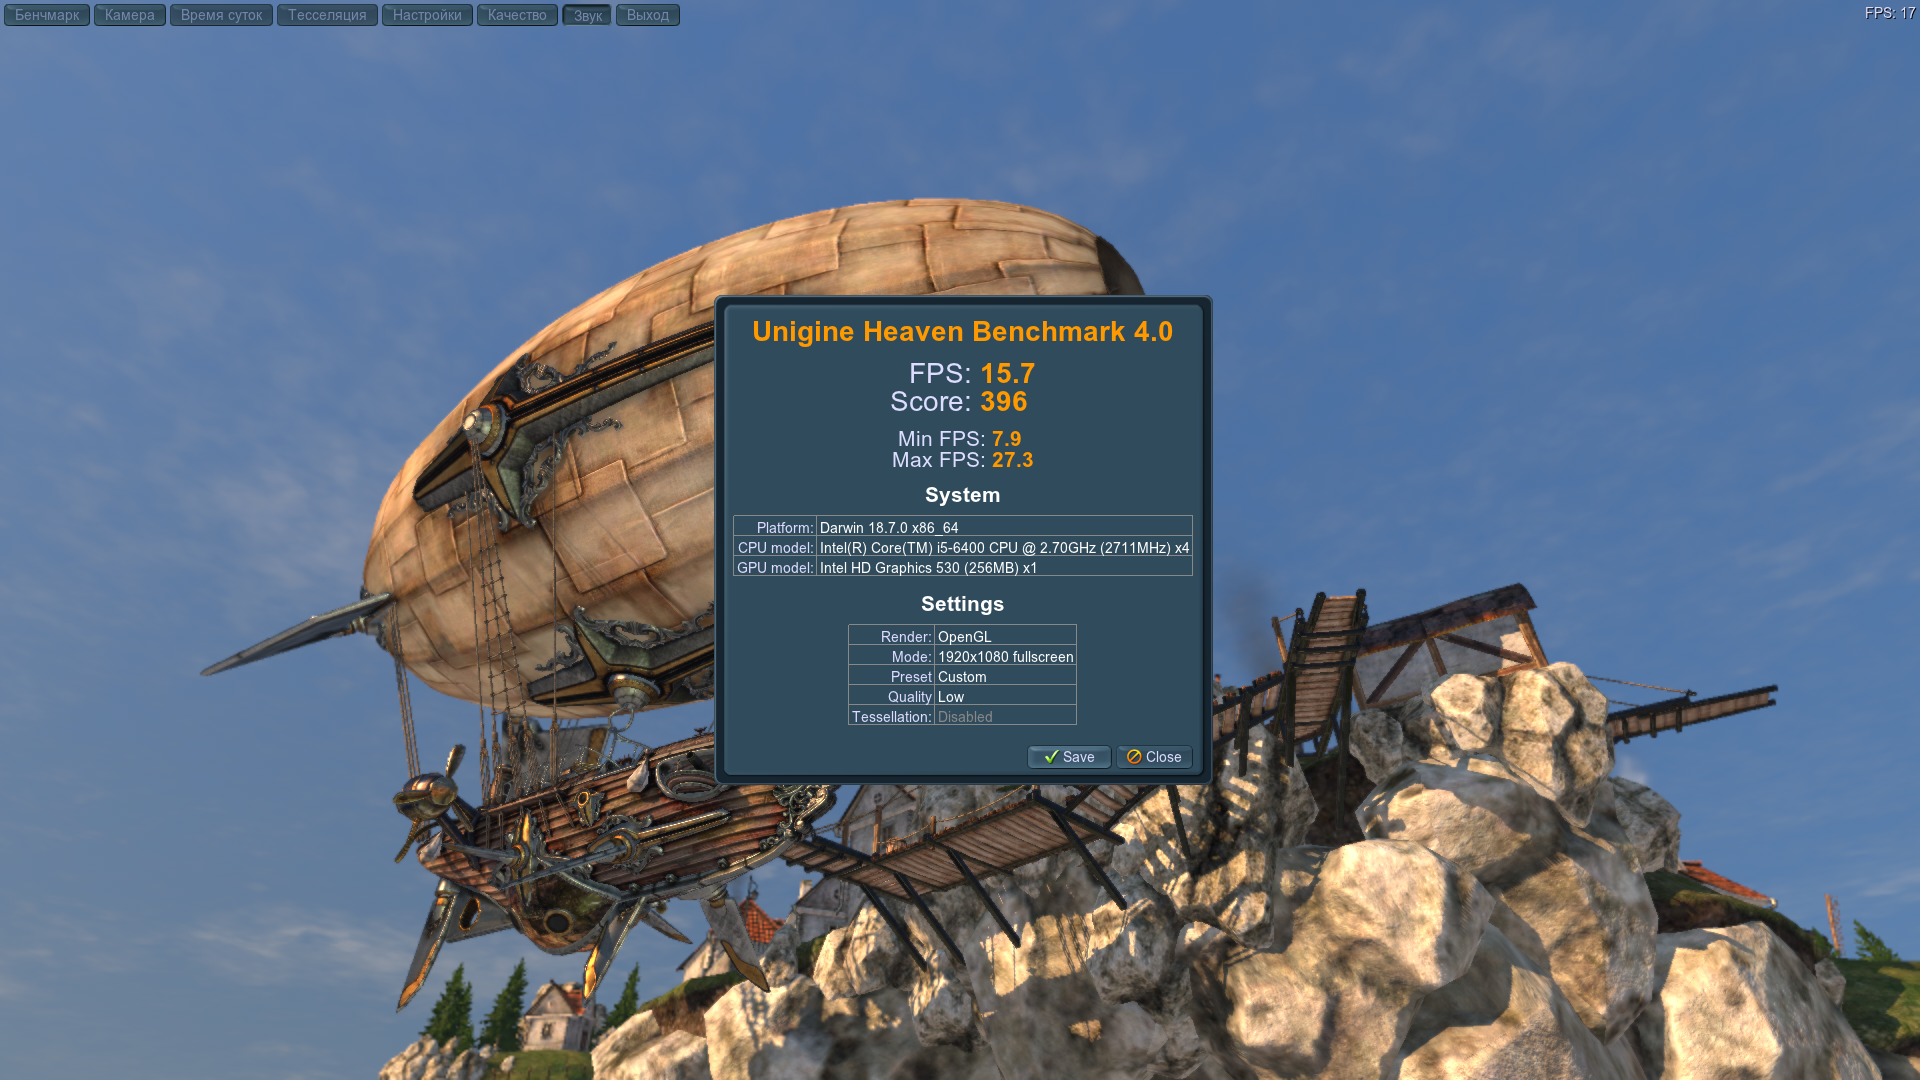 Бенчмарк Камера Время суток Тесселяция Настройки Качество Звук Выход FPS: 17
Unigine Heaven Benchmark 4.0
FPS: 15.7
Score: 396
Min FPS: 7.9
Max FPS: 27.3
System
Platform: Darwin 18.7.0 x86_64
CPU model: Intel(R) Core(TM) i5-6400 CPU @ 2.70GHz (2711MHz) x4
GPU model: Intel HD Graphics 530 (256MB) x1
Settings
Render: OpenGL
Mode: 1920x1080 fullscreen
Preset Custom
Quality Low
Tessellation: Disabled
Save Close